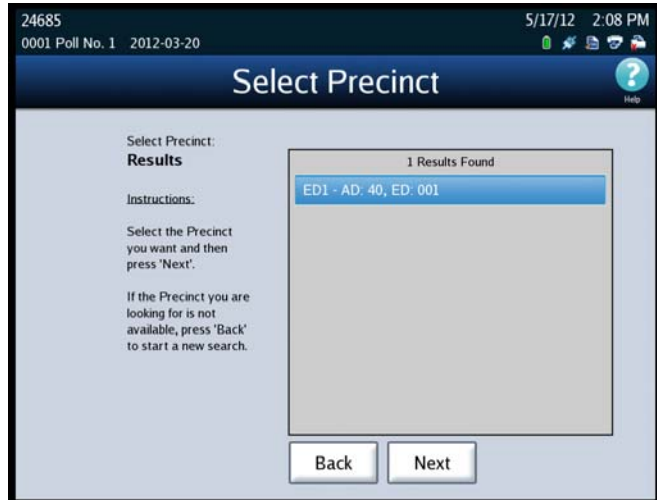 24685
5/17/12 2:08 PM
0001 Poll No. 1 2012-03-20
Select Precinct
Help
Select Precinct:
Results
Instructions:
Select the Precinct
you want and then
press 'Next'.
If the Precinct you are
looking for is not
available, press 'Back'
to start a new search.
1 Results Found
ED1 - AD: 40, ED: 001
Back
Next